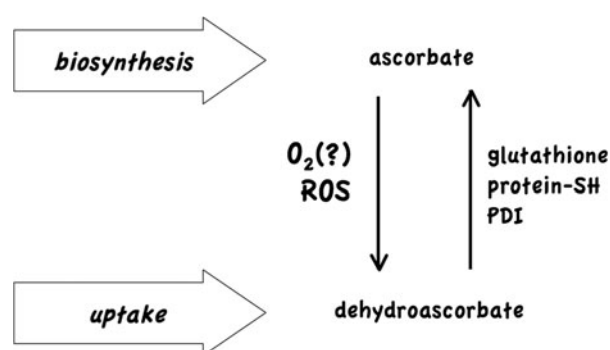 biosynthesis
ascorbate
O₂(?)
ROS
glutathione
protein-SH
PDI
uptake
dehydroascorbate